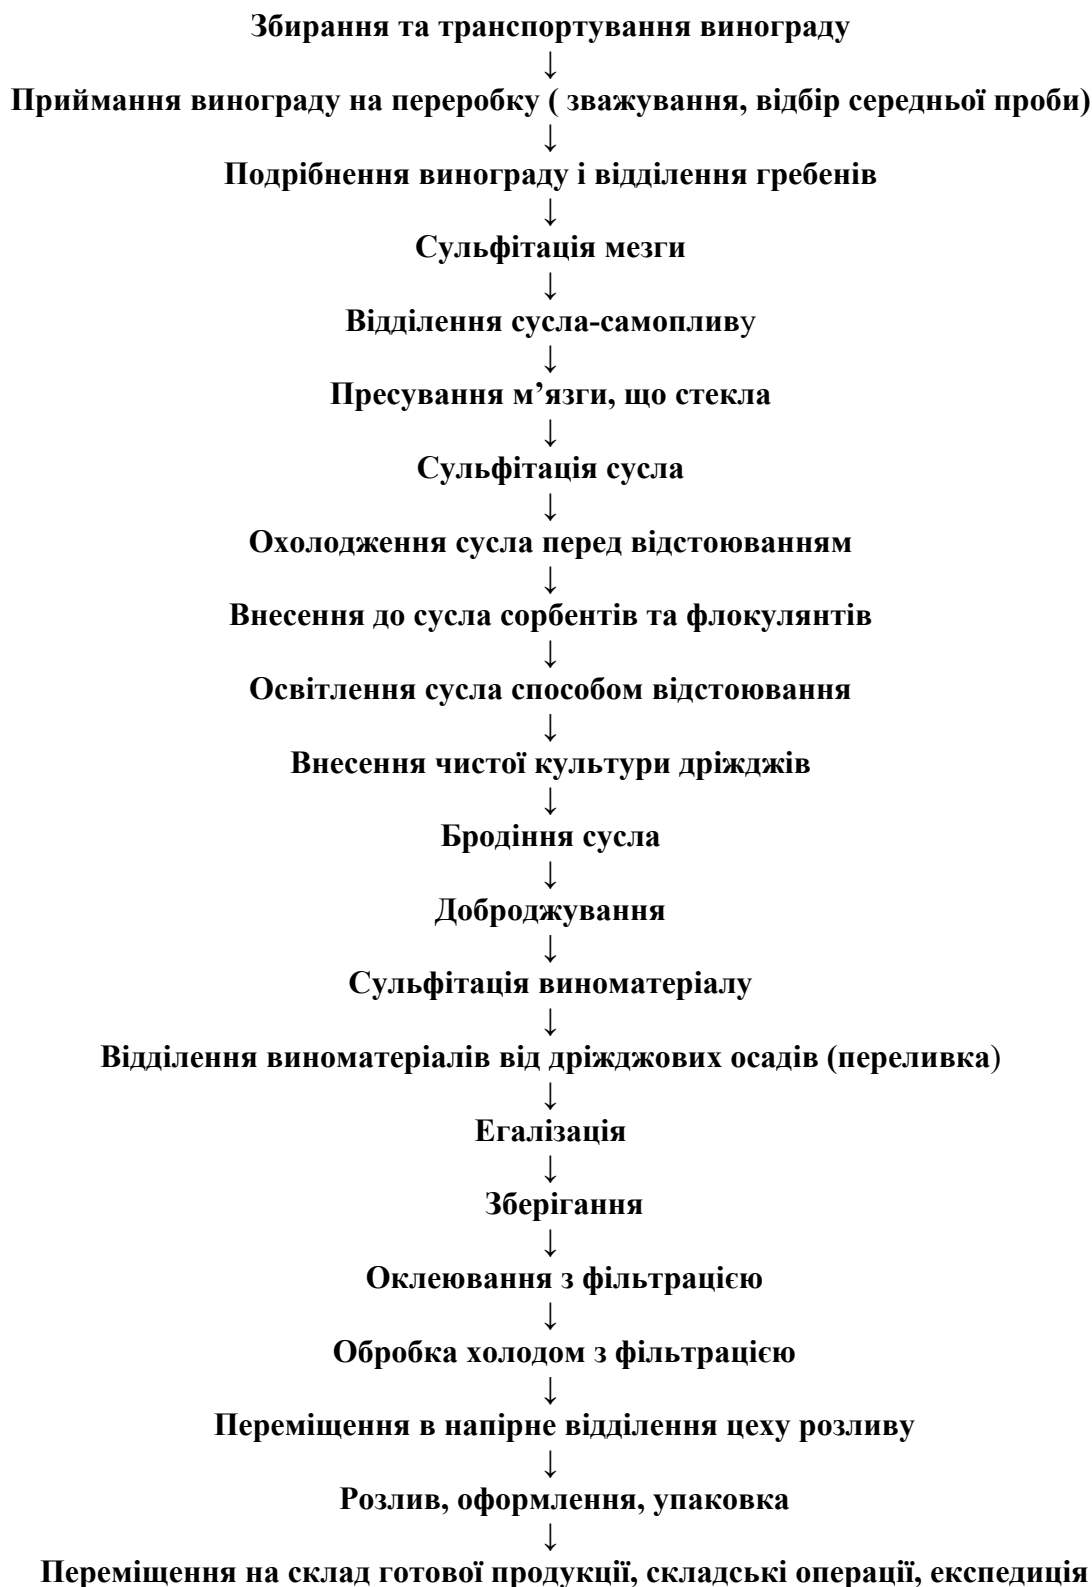 Збирання та транспортування винограду
↓
Приймання винограду на переробку ( зважування, відбір середньої проби)
↓
Подрібнення винограду і відділення гребенів
↓
Сульфітація мезги
↓
Відділення сусла-самопливу
↓
Пресування м’язги, що стекла
↓
Сульфітація сусла
↓
Охолодження сусла перед відстоюванням
↓
Внесення до сусла сорбентів та флокулянтів
↓
Освітлення сусла способом відстоювання
↓
Внесення чистої культури дріжджів
↓
Бродіння сусла
↓
Доброджування
↓
Сульфітація виноматеріалу
↓
Відділення виноматеріалів від дріжджових осадів (переливка)
↓
Егалізація
↓
Зберігання
↓
Оклеювання з фільтрацією
↓
Обробка холодом з фільтрацією
↓
Переміщення в напірне відділення цеху розливу
↓
Розлив, оформлення, упаковка
↓
Переміщення на склад готової продукції, складські операції, експедиція